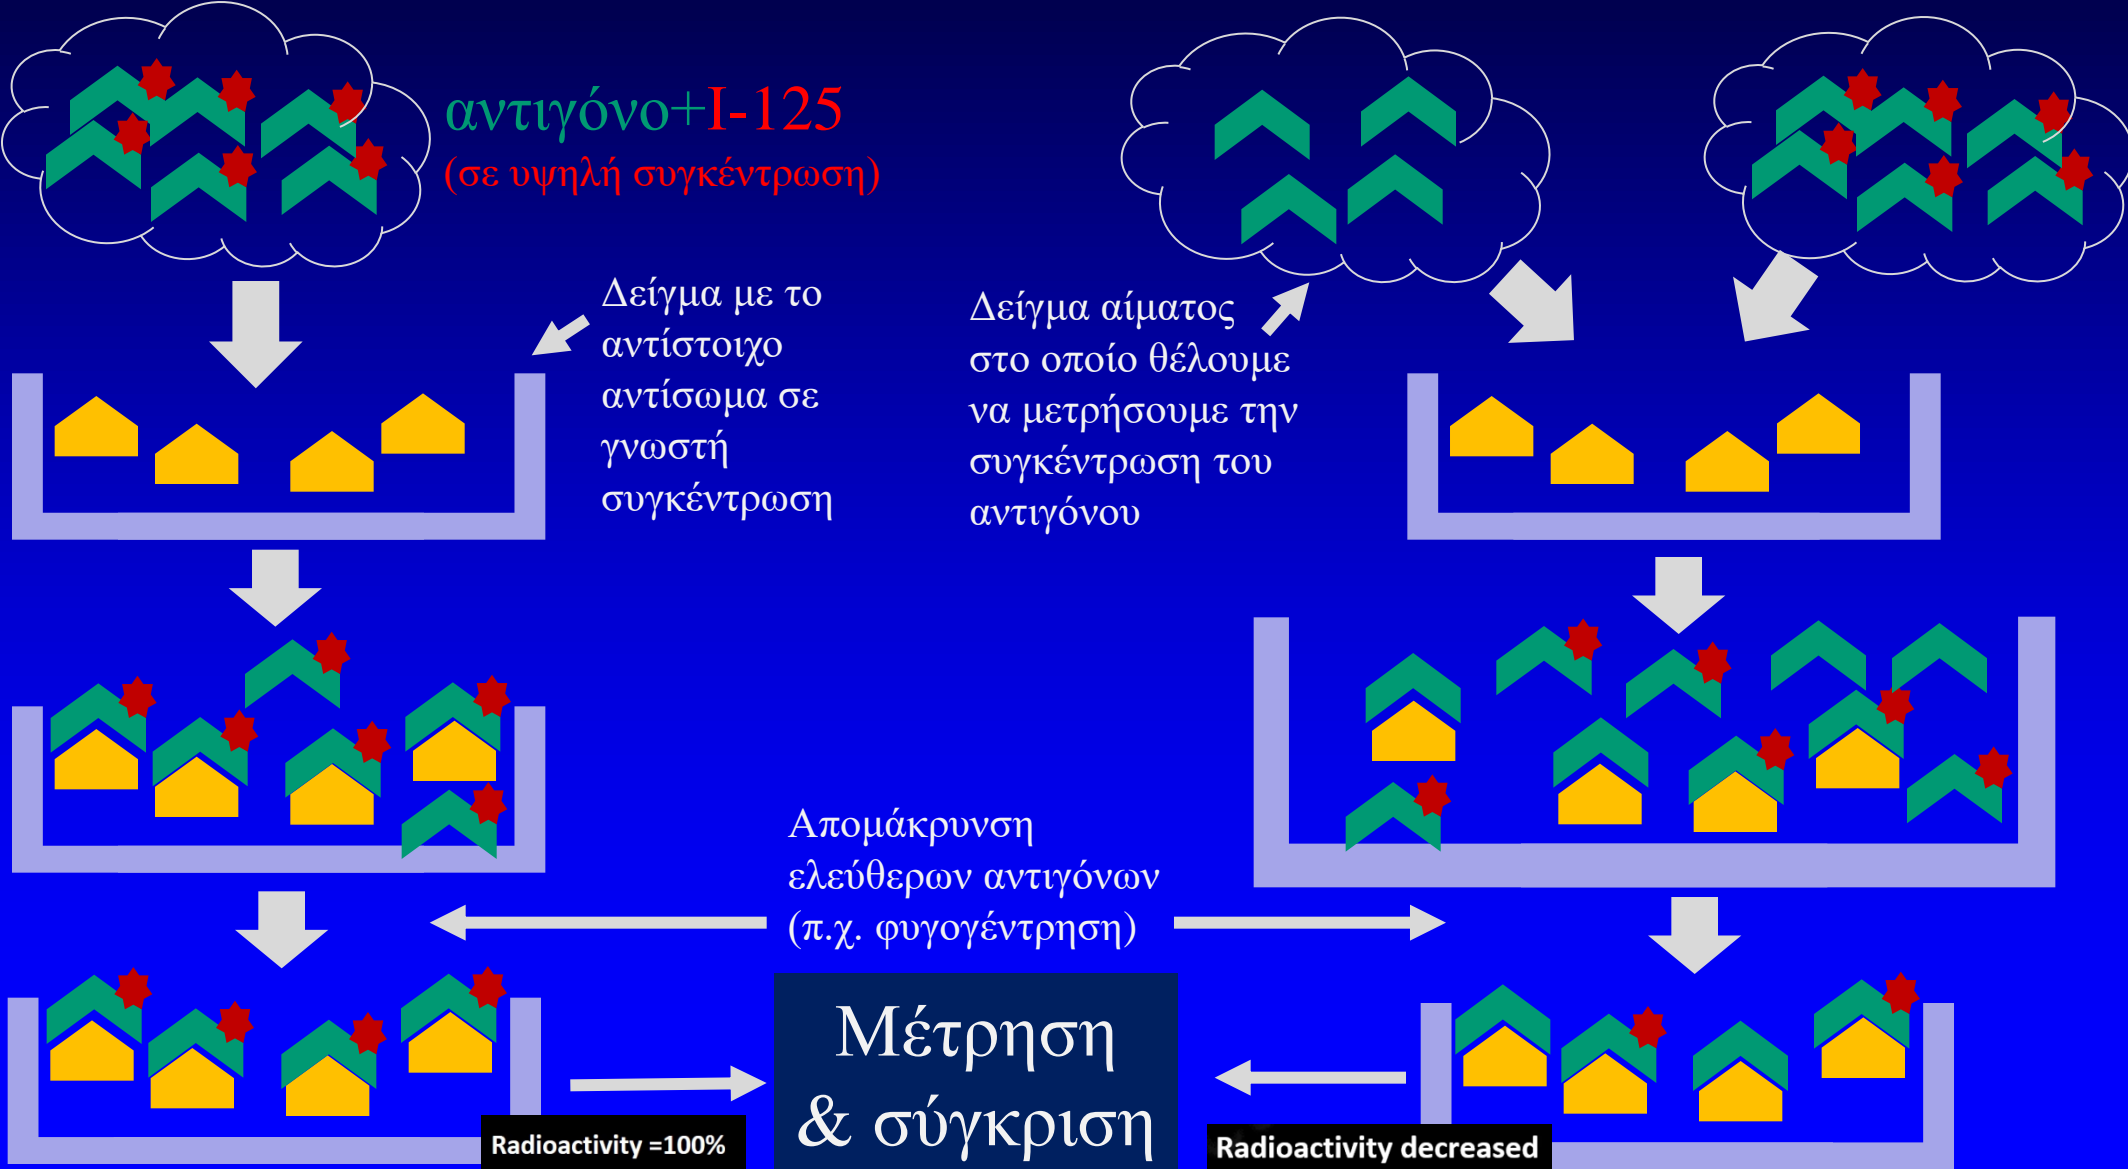 αντιγόνο+I-125
(σε υψηλή συγκέντρωση)
Δείγμα με το
αντίστοιχο
αντίσωμα σε
γνωστή
συγκέντρωση
Δείγμα αίματος
στο οποίο θέλουμε
να μετρήσουμε την
συγκέντρωση του
αντιγόνου
Απομάκρυνση
ελεύθερων αντιγόνων
(π.χ. φυγογέντρηση)
Μέτρηση
& σύγκριση
Radioactivity =100%
Radioactivity decreased